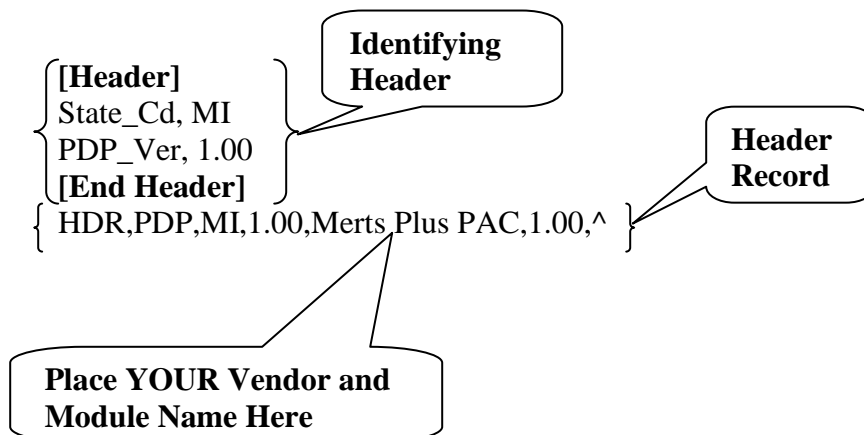 Identifying
Header
[Header]
State_Cd, MI
PDP_Ver, 1.00
[End Header]
Header
Record
HDR,PDP,MI,1.00,Merts Plus PAC,1.00,^
Place YOUR Vendor and
Module Name Here